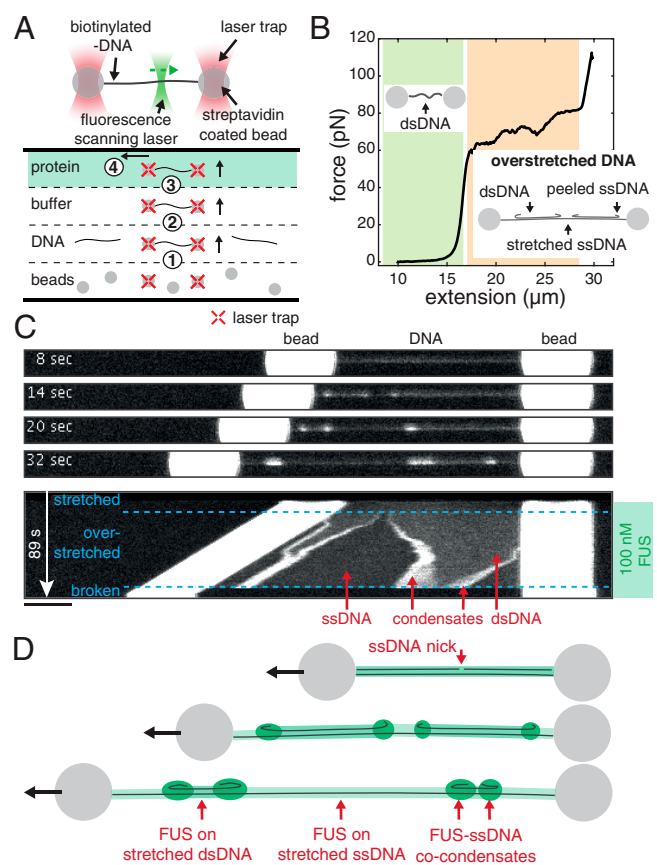 A
biotinylated
-DNA
laser trap
fluorescence
scanning laser
streptavidin
coated bead
protein
4
3
buffer
2
DNA
1
beads
laser trap
B
force (pN)
120
100
80
60
40
20
0
dsDNA
overstretched DNA
dsDNA
peeled ssDNA
stretched ssDNA
10
15
20
25
30
extension (μm)
C
bead
DNA
bead
8 sec
14 sec
20 sec
32 sec
stretched
over-
stretched
broken
89 s
100 nM
FUS
ssDNA
condensates
dsDNA
D
ssDNA nick
FUS on
stretched dsDNA
FUS on
stretched ssDNA
FUS-ssDNA
co-condensates